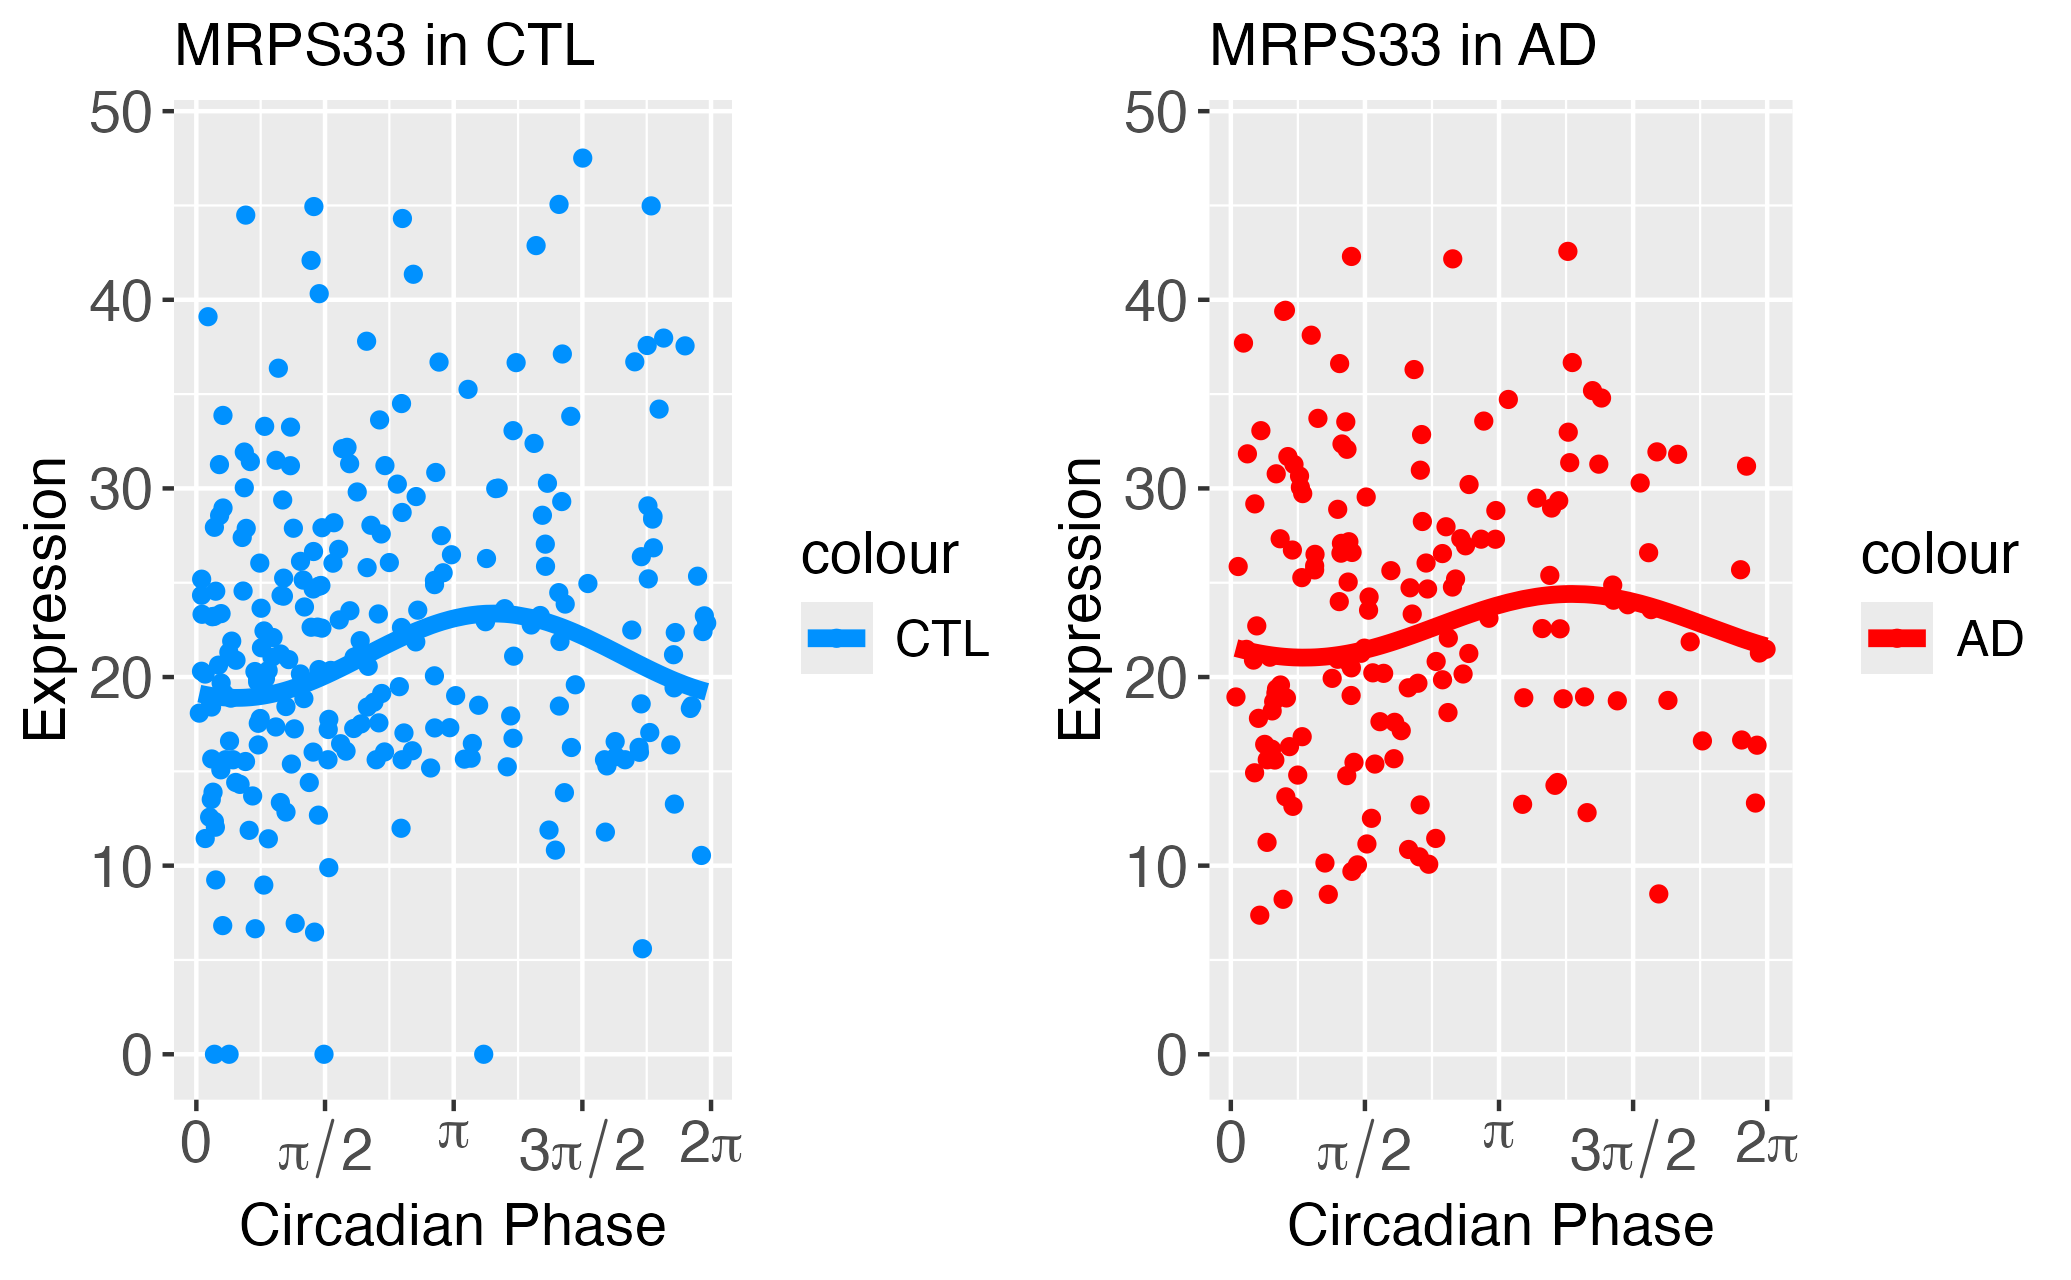 MRPS33 in CTL
50
40
30
20
10
0
Expression
0
π/2
π
3π/2
2π
Circadian Phase
colour
CTL
MRPS33 in AD
50
40
30
20
10
0
Expression
0
π/2
π
3π/2
2π
Circadian Phase
colour
AD